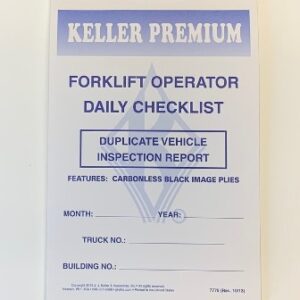 KELLER PREMIUM
FORKLIFT OPERATOR
DAILY CHECKLIST
DUPLICATE VEHICLE
INSPECTION REPORT
FEATURES: CARBONLESS BLACK IMAGE PLIES
MONTH: YEAR:
TRUCK NO.:
BUILDING NO.: